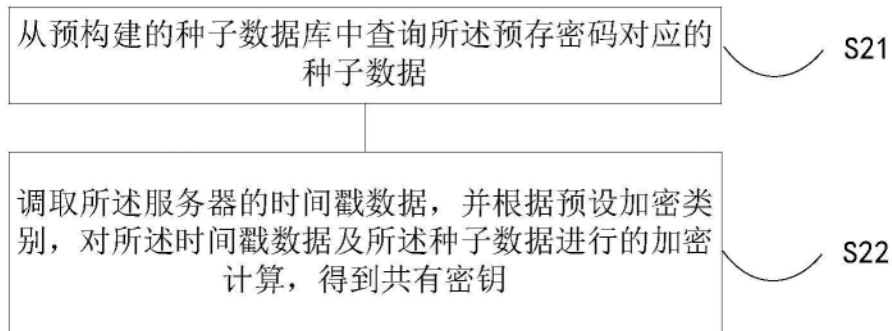 从预构建的种子数据库中查询所述预存密码对应的
种子数据
S21
调取所述服务器的时间戳数据，并根据预设加密类
别，对所述时间戳数据及所述种子数据进行的加密
计算，得到共有密钥
S22